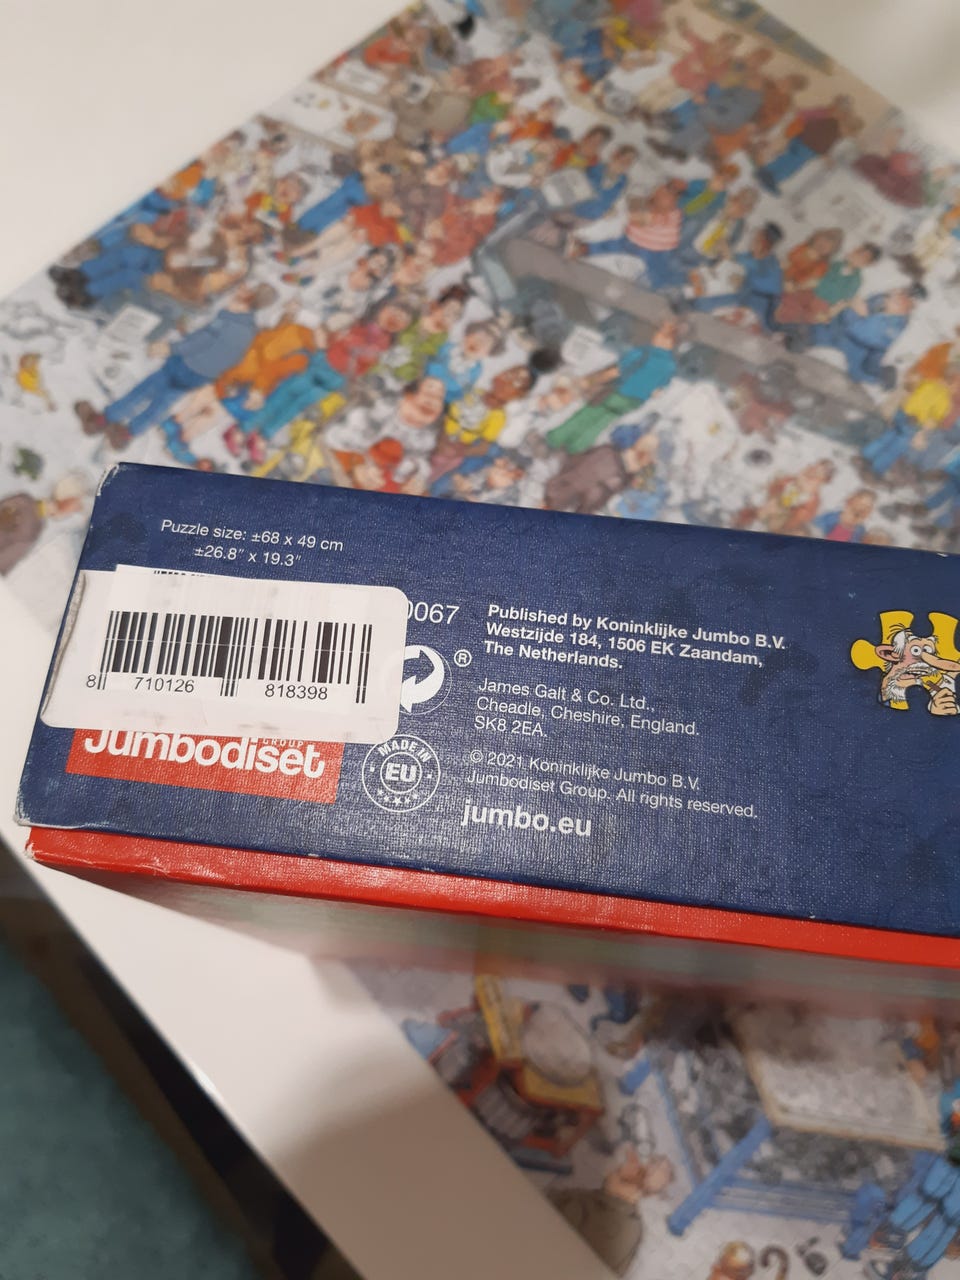 Puzzle size: ±68 x 49 cm
±26.8" x 19.3"
8 710126 818398
0067
®
Published by Koninklijke Jumbo B.V.
Westzijde 184, 1506 EK Zaandam,
The Netherlands.
James Galt & Co. Ltd.,
Cheadle, Cheshire, England.
SK8 2EA.
© 2021 Koninklijke Jumbo B.V.
Jumbodiset Group. All rights reserved.
jumbo.eu
MADE IN
EU
GROUP
Jumbodiset